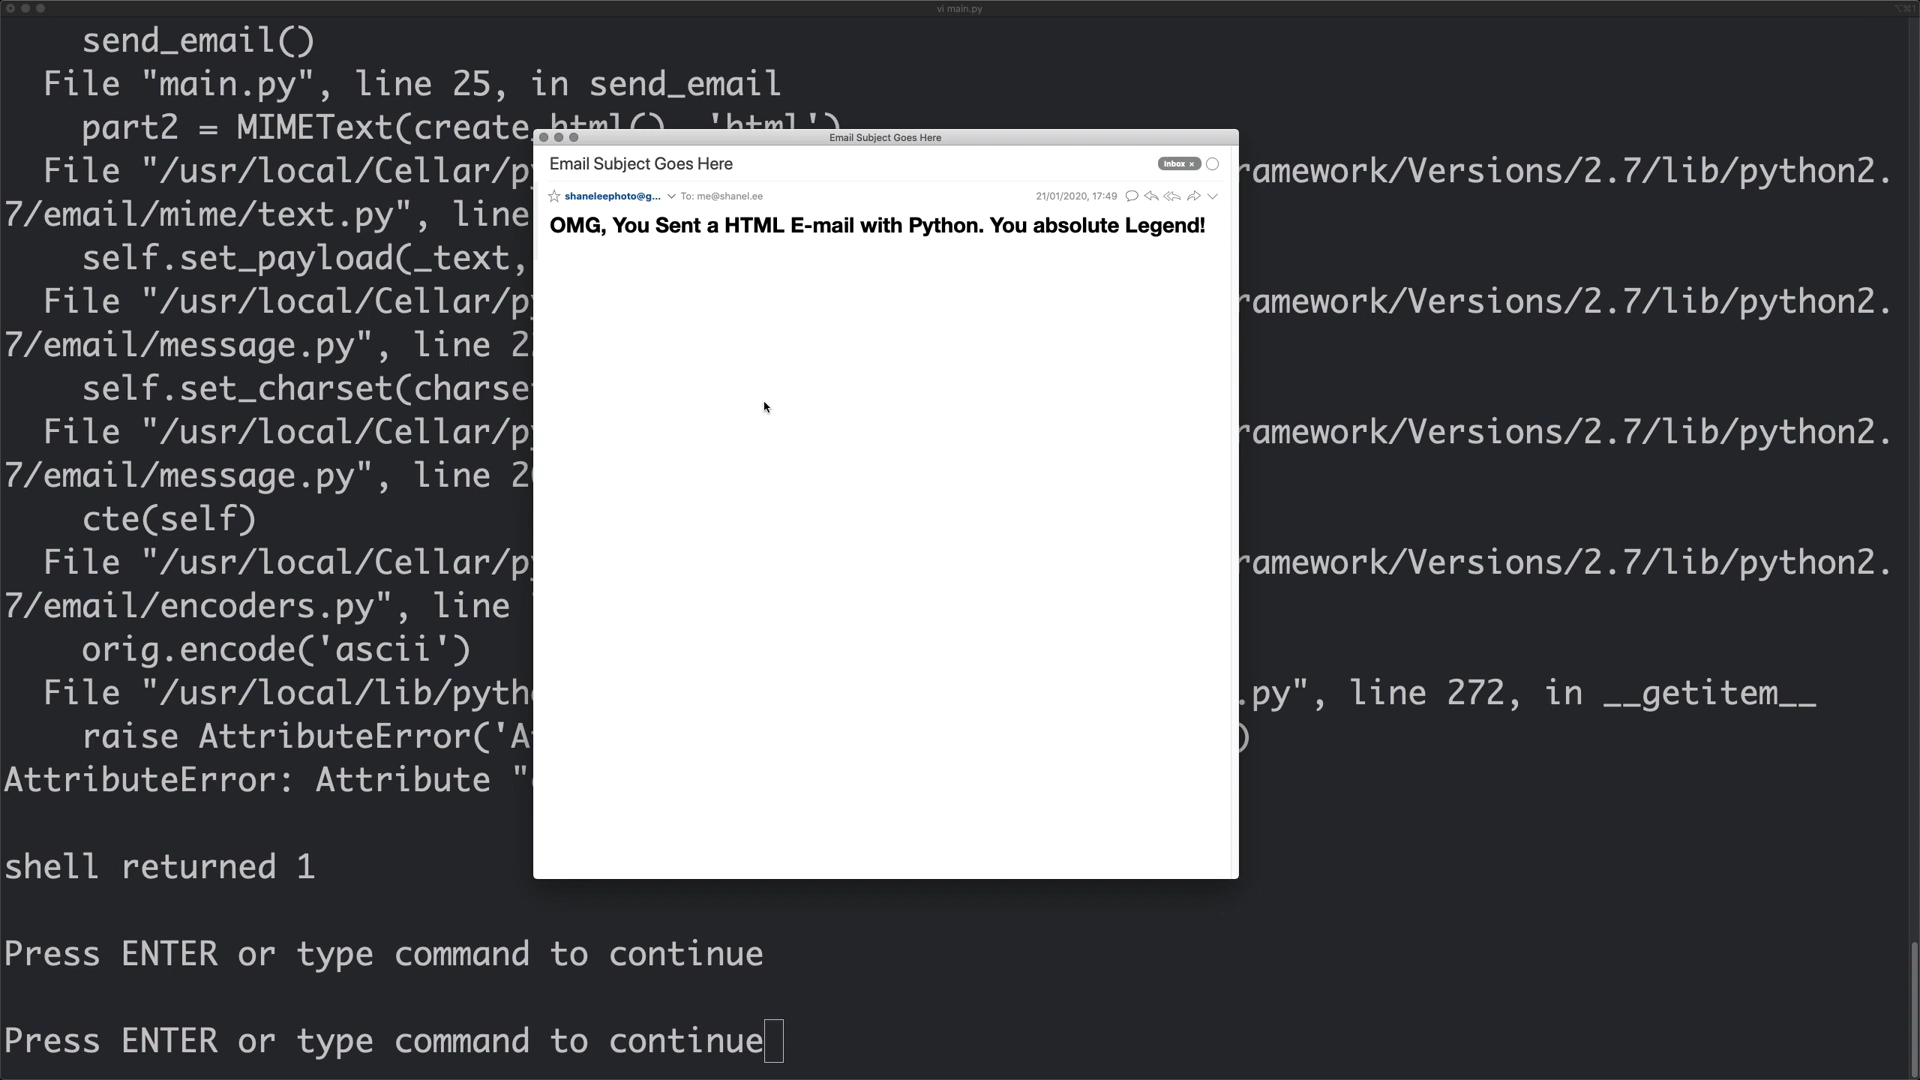 vi main.py
send_email()
File "main.py", line 25, in send_email
part2 = MIMEText(create_html(), 'html')
File "/usr/local/Cellar/py ramework/Versions/2.7/lib/python2.
7/email/mime/text.py", line
self.set_payload(_text,
File "/usr/local/Cellar/py ramework/Versions/2.7/lib/python2.
7/email/message.py", line 2
self.set_charset(charse
File "/usr/local/Cellar/py ramework/Versions/2.7/lib/python2.
7/email/message.py", line 2
cte(self)
File "/usr/local/Cellar/py ramework/Versions/2.7/lib/python2.
7/email/encoders.py", line
orig.encode('ascii')
File "/usr/local/lib/pytho .py", line 272, in __getitem__
raise AttributeError('A )
AttributeError: Attribute "
shell returned 1
Press ENTER or type command to continue
Press ENTER or type command to continue
Email Subject Goes Here
Email Subject Goes Here
Inbox ×
shaneleephoto@g... To: me@shanel.ee 21/01/2020, 17:49
OMG, You Sent a HTML E-mail with Python. You absolute Legend!